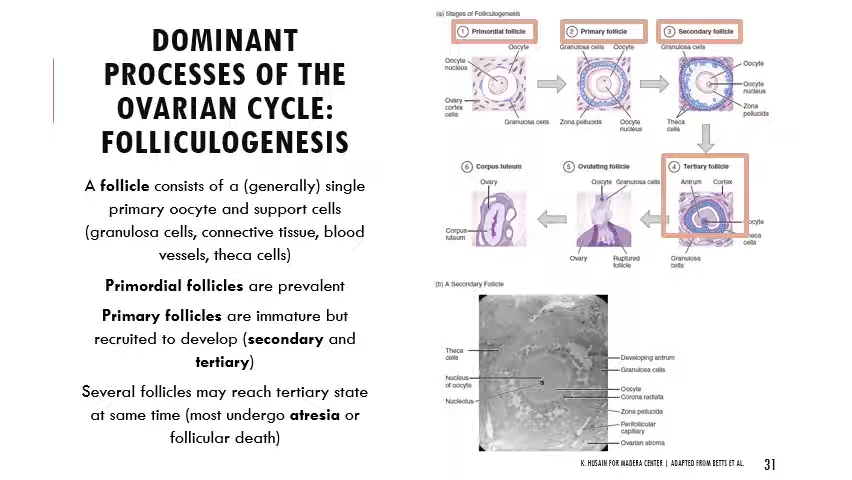 DOMINANT
PROCESSES OF THE
OVARIAN CYCLE:
FOLLICULOGENESIS
A follicle consists of a (generally) single
primary oocyte and support cells
(granulosa cells, connective tissue, blood
vessels, theca cells)
Primordial follicles are prevalent
Primary follicles are immature but
recruited to develop (secondary and
tertiary)
Several follicles may reach tertiary state
at same time (most undergo atresia or
follicular death)
(a) Stages of Folliculogenesis
1 Primordial follicle
Oocyte
Oocyte
nucleus
Ovary
cortex
cells
Granulosa cells
2 Primary follicle
Granulosa cells Oocyte
Zona pellucida
Oocyte
nucleus
3 Secondary follicle
Granulosa cells
Oocyte
Oocyte
nucleus
Zona
pellucida
Theca
cells
4 Tertiary follicle
Antrum Cortex
ocyte
cells
Granulosa
cells
5 Ovulating follicle
Oocyte Granulosa cells
Ovary
Ruptured
follicle
6 Corpus luteum
Ovary
Corpus
luteum
(b) A Secondary Follicle
Theca
cells
Nucleus
of oocyte
Nucleolus
Developing antrum
Granulosa cells
Oocyte
Corona radiata
Zona pellucida
Perifollicular
capillary
Ovarian stroma
K. HUSAIN FOR MADERA CENTER | ADAPTED FROM BETTS ET AL.
31